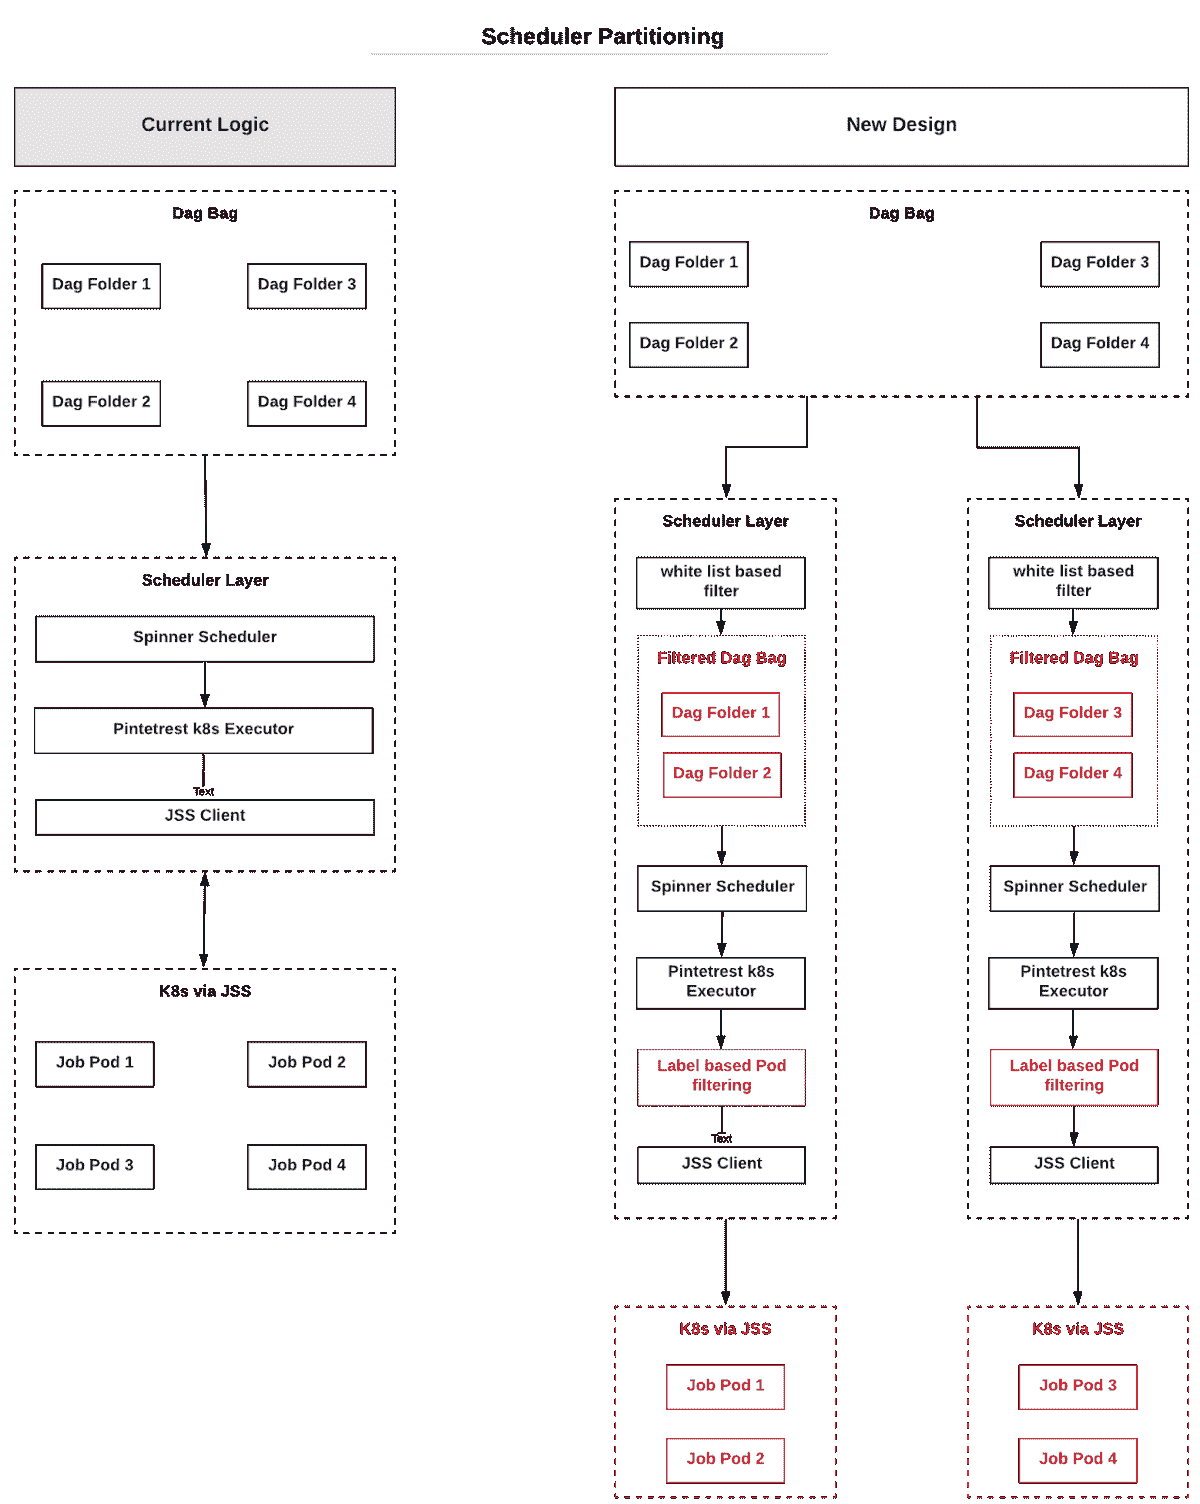 Scheduler Partitioning
Current Logic
Dag Bag
Dag Folder 1
Dag Folder 3
Dag Folder 2
Dag Folder 4
Scheduler Layer
Spinner Scheduler
Pintetrest k8s Executor
Text
JSS Client
K8s via JSS
Job Pod 1
Job Pod 2
Job Pod 3
Job Pod 4
New Design
Dag Bag
Dag Folder 1
Dag Folder 3
Dag Folder 2
Dag Folder 4
Scheduler Layer
white list based
filter
Filtered Dag Bag
Dag Folder 1
Dag Folder 2
Spinner Scheduler
Pintetrest k8s
Executor
Label based Pod
filtering
Text
JSS Client
K8s via JSS
Job Pod 1
Job Pod 2
Scheduler Layer
white list based
filter
Filtered Dag Bag
Dag Folder 3
Dag Folder 4
Spinner Scheduler
Pintetrest k8s
Executor
Label based Pod
filtering
JSS Client
K8s via JSS
Job Pod 3
Job Pod 4